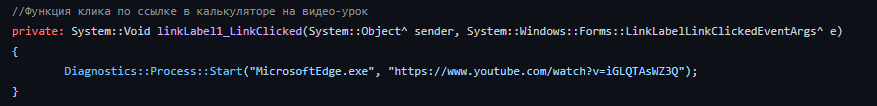 //Функция клика по ссылке в калькуляторе на видео-урок
private: System::Void linkLabel1_LinkClicked(System::Object^ sender, System::Windows::Forms::LinkLabelLinkClickedEventArgs^ e)
{
Diagnostics::Process::Start("MicrosoftEdge.exe", "https://www.youtube.com/watch?v=iGLQTAsWZ3Q");
}